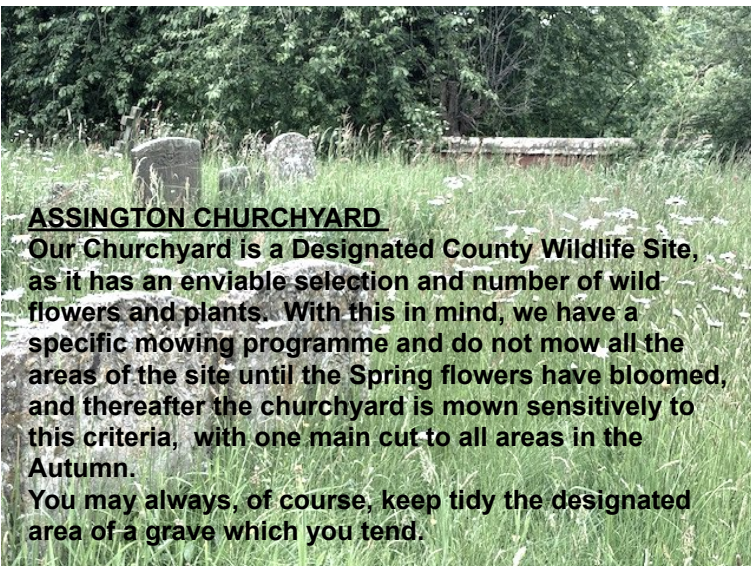 ASSINGTON CHURCHYARD
Our Churchyard is a Designated County Wildlife Site,
as it has an enviable selection and number of wild
flowers and plants.  With this in mind, we have a
specific mowing programme and do not mow all the
areas of the site until the Spring flowers have bloomed,
and thereafter the churchyard is mown sensitively to
this criteria,  with one main cut to all areas in the
Autumn.
You may always, of course, keep tidy the designated
area of a grave which you tend.